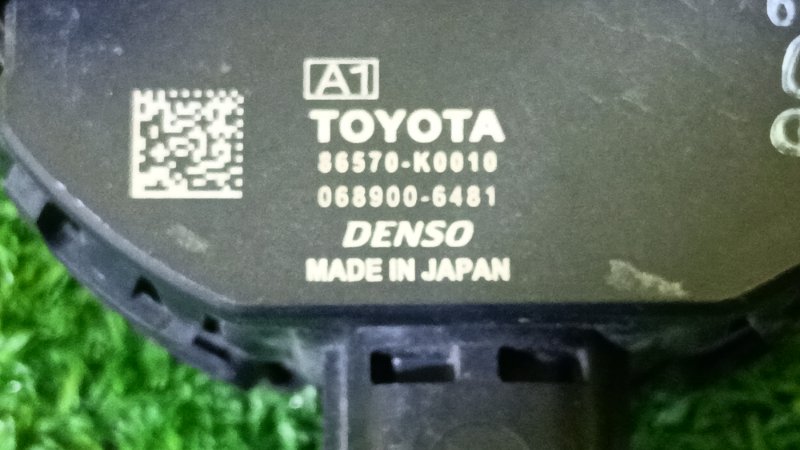 A1
TOYOTA
86570-K0010
068900-6481
DENSO
MADE IN JAPAN